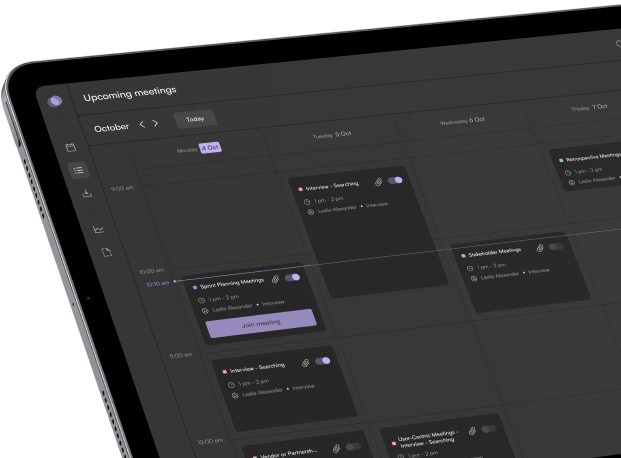 Upcoming meetings
October
Today
Monday 4 Oct
Tuesday 5 Oct
Wednesday 6 Oct
7 Oct
9:00 am
10:00 am
10:10 am
11:00 am
12:00 pm
Sprint Planning Meetings
1 pm - 2 pm
Leslie Alexander • Interview
Join meeting
Interview - Searching
1 pm - 2 pm
Leslie Alexander • Interview
Vendor or Partnersh...
Interview - Searching
1 pm - 2 pm
Leslie Alexander • Interview
User-Centric Meetings -
Interview - Searching
1 pm - 2 pm
Stakeholder Meetings
1 pm - 2 pm
Leslie Alexander • Interview
Retrospective Meetings
1 pm - 2 pm
Leslie Alexander •